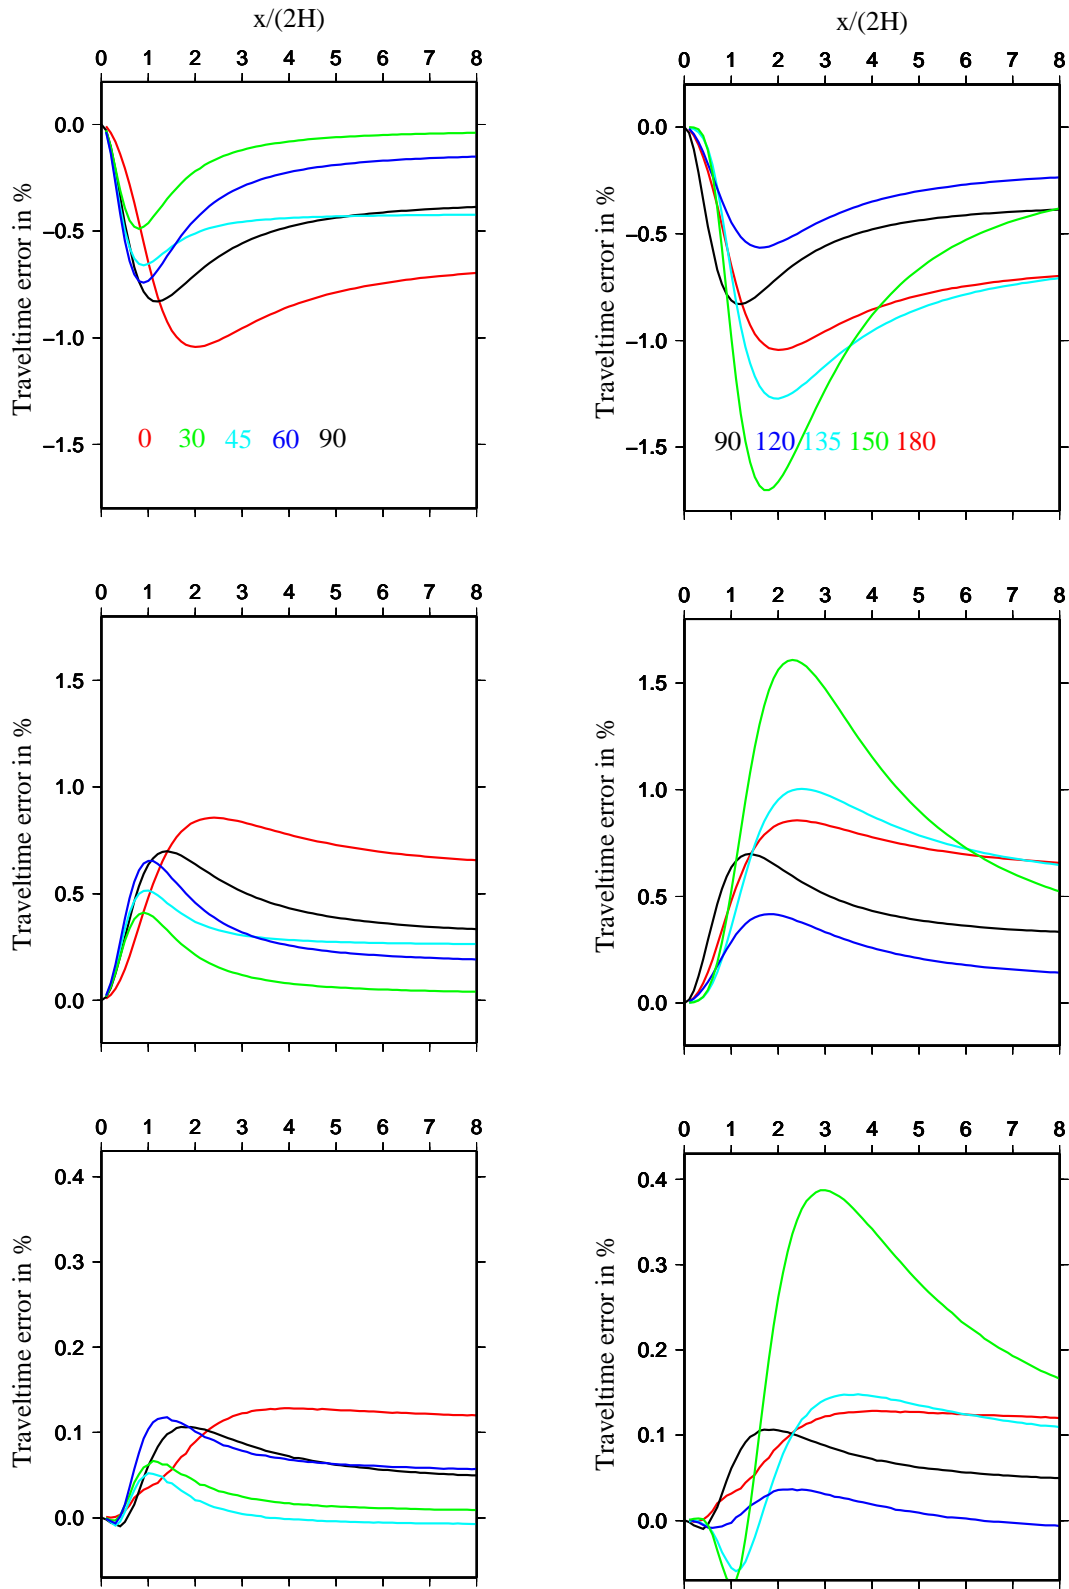 x/(2H) x/(2H)
0 1 2 3 4 5 6 7 8 0 1 2 3 4 5 6 7 8
0.0 0.0
−0.5 −0.5
−1.0 −1.0
−1.5 −1.5
Traveltime error in % Traveltime error in %
0 30 45 60 90 90 120 135 150 180
0 1 2 3 4 5 6 7 8 0 1 2 3 4 5 6 7 8
1.5 1.5
1.0 1.0
0.5 0.5
0.0 0.0
Traveltime error in % Traveltime error in %
0 1 2 3 4 5 6 7 8 0 1 2 3 4 5 6 7 8
0.4 0.4
0.3 0.3
0.2 0.2
0.1 0.1
0.0 0.0
Traveltime error in % Traveltime error in %